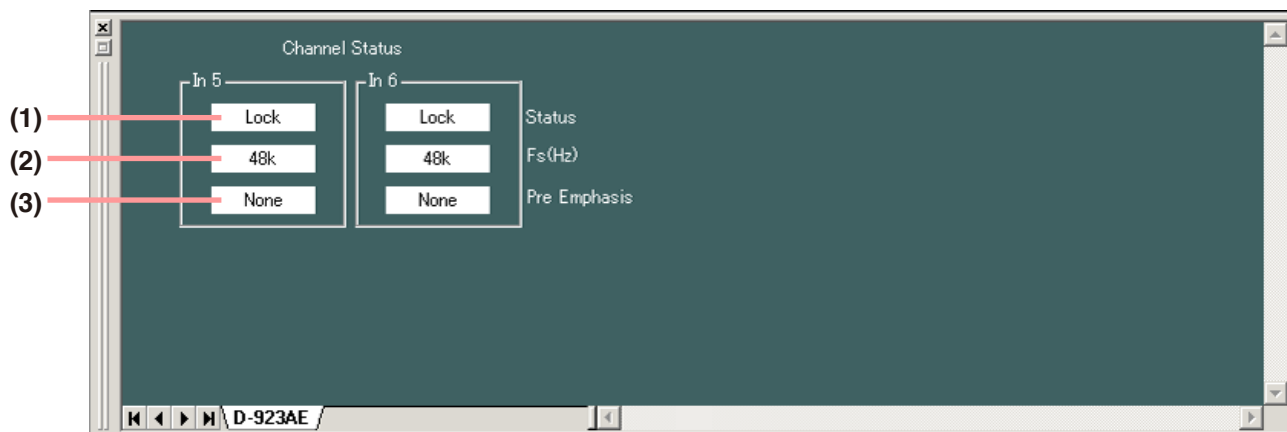 Channel Status
In 5 In 6
(1) Lock Lock Status
(2) 48k 48k Fs(Hz)
(3) None None Pre Emphasis
D-923AE